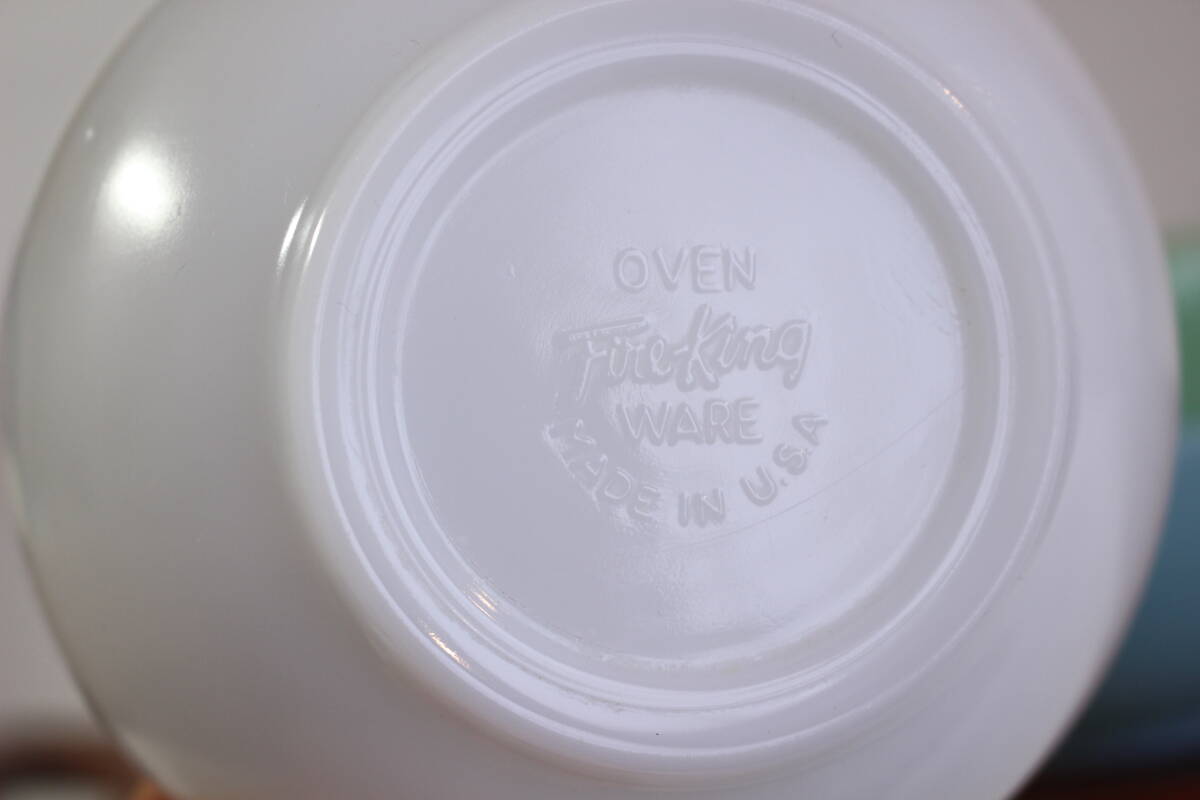 OVEN
Fire-King
WARE
MADE IN U.S.A